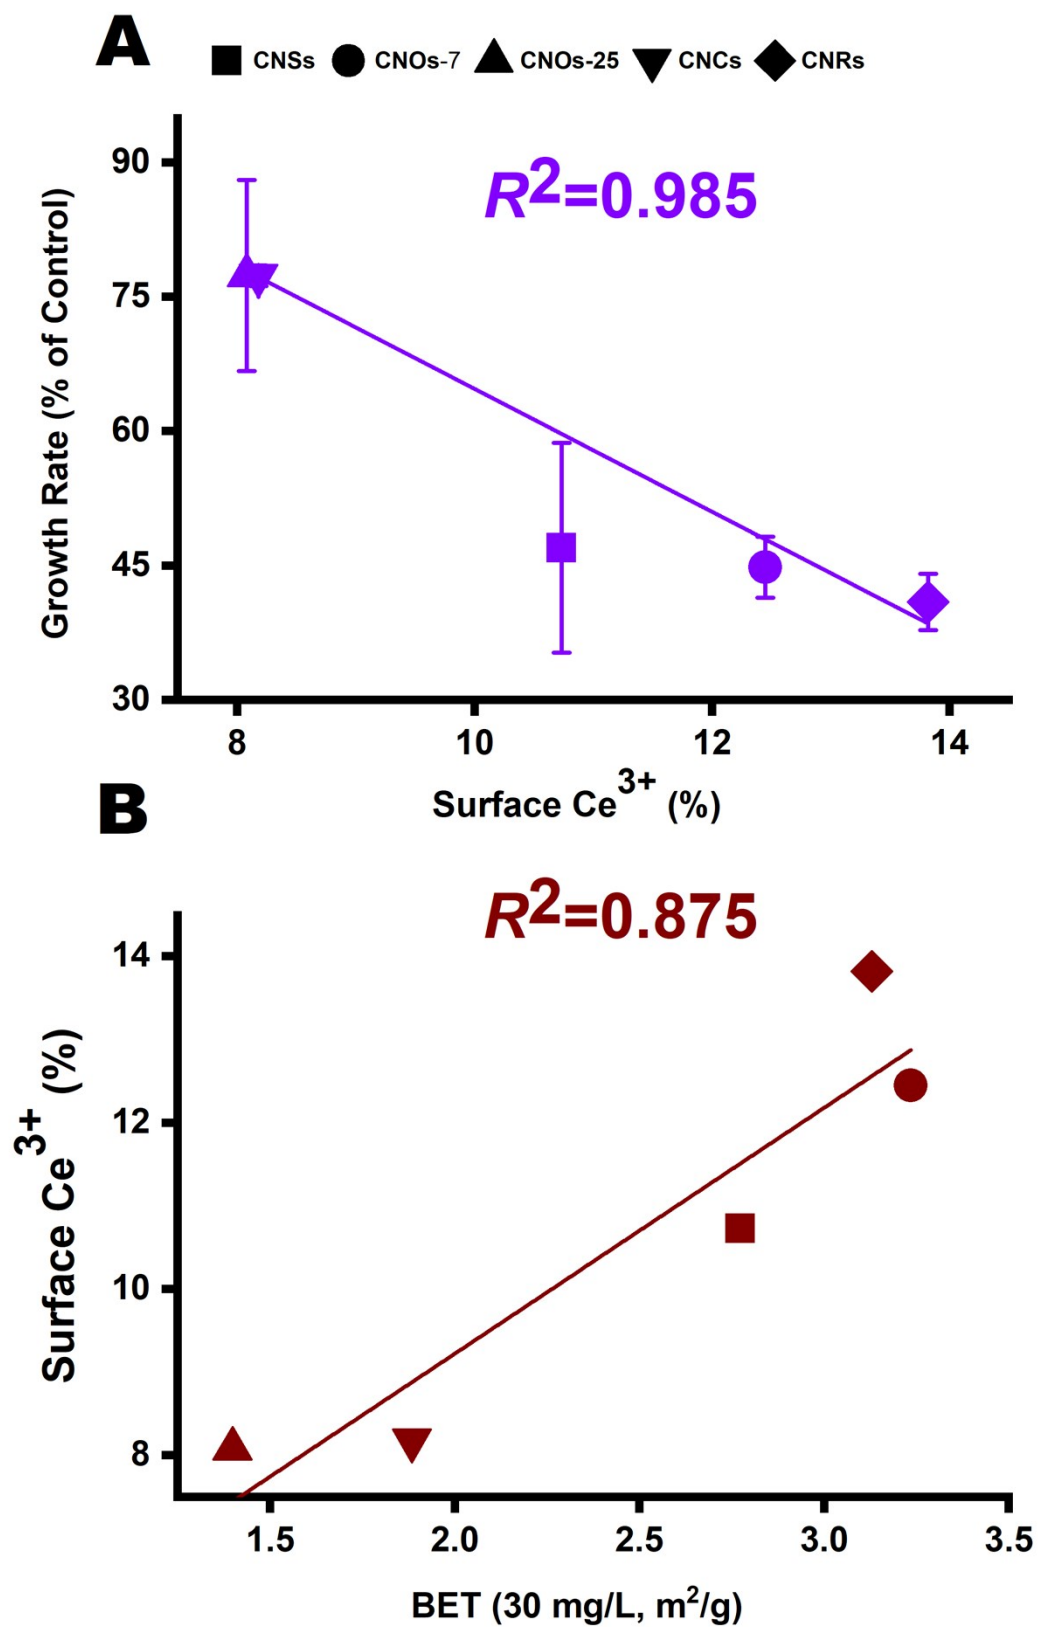 A
CNSs CNOs-7 CNOs-25 CNCs CNRs
R2=0.985
Growth Rate (% of Control)
90
75
60
45
30
8 10 12 14
Surface Ce3+ (%)
B
R2=0.875
Surface Ce3+ (%)
14
12
10
8
1.5 2.0 2.5 3.0 3.5
BET (30 mg/L, m2/g)